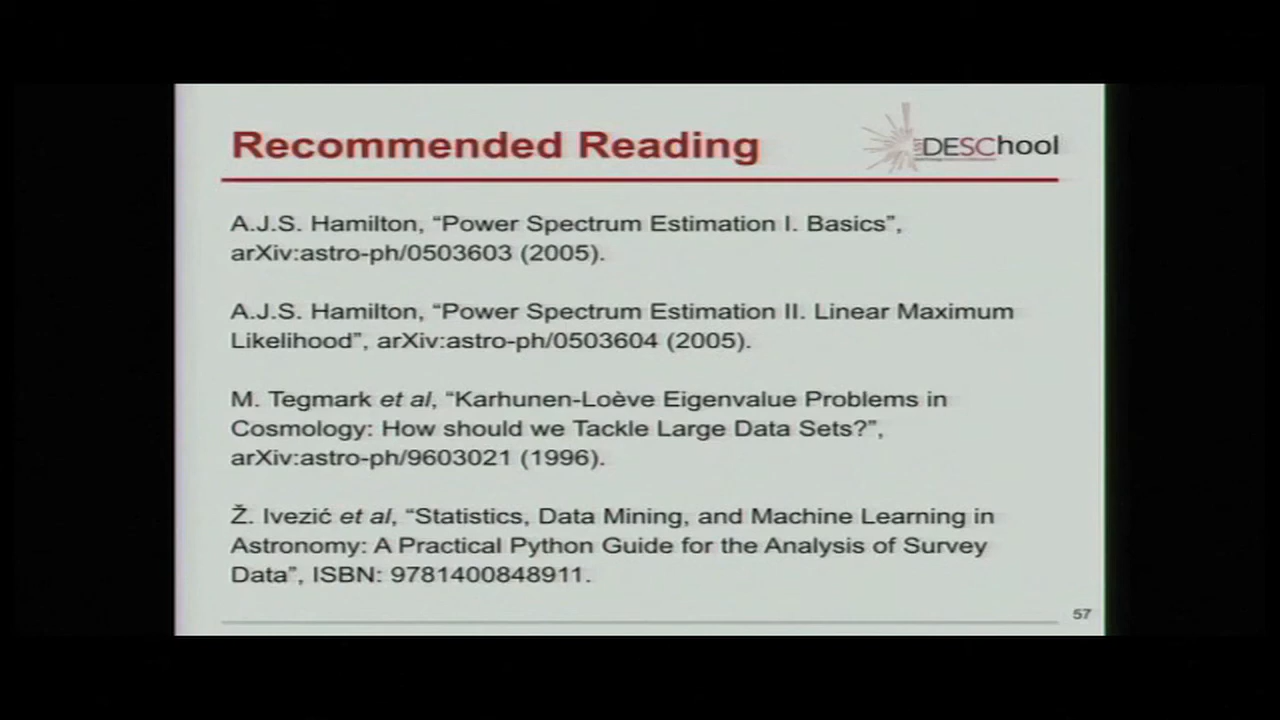 Recommended Reading
DESChool
A.J.S. Hamilton, “Power Spectrum Estimation I. Basics”,
arXiv:astro-ph/0503603 (2005).
A.J.S. Hamilton, “Power Spectrum Estimation II. Linear Maximum
Likelihood”, arXiv:astro-ph/0503604 (2005).
M. Tegmark et al, “Karhunen-Loève Eigenvalue Problems in
Cosmology: How should we Tackle Large Data Sets?”,
arXiv:astro-ph/9603021 (1996).
Ž. Ivezić et al, “Statistics, Data Mining, and Machine Learning in
Astronomy: A Practical Python Guide for the Analysis of Survey
Data”, ISBN: 9781400848911.
57